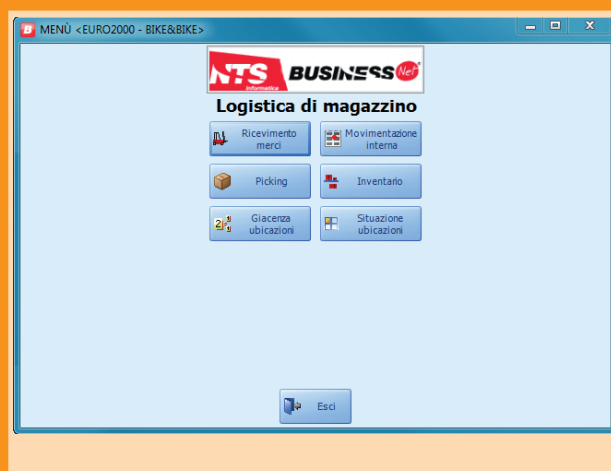 B MENÙ <EURO2000 - BIKE&BIKE>
NTS
Informatica
BUSINESS Net
Logistica di magazzino
Ricevimento merci
Movimentazione interna
Picking
Inventario
2
Giacenza ubicazioni
Situazione ubicazioni
Esci